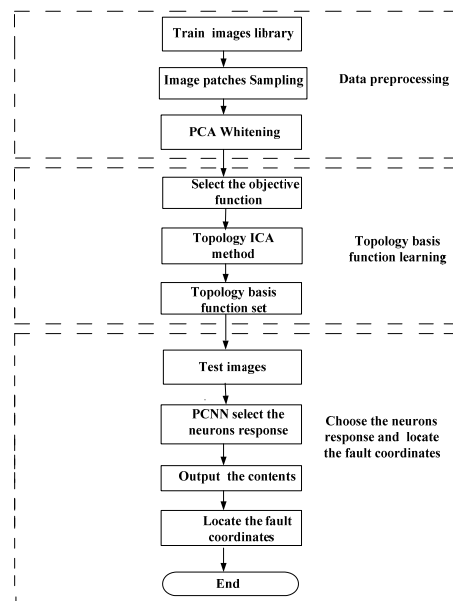 Train images library
Image patches Sampling
Data preprocessing
PCA Whitening
Select the objective
function
Topology ICA
method
Topology basis
function learning
Topology basis
function set
Test images
PCNN select the
neurons response
Choose the neurons
response and locate
the fault coordinates
Output the contents
Locate the fault
coordinates
End